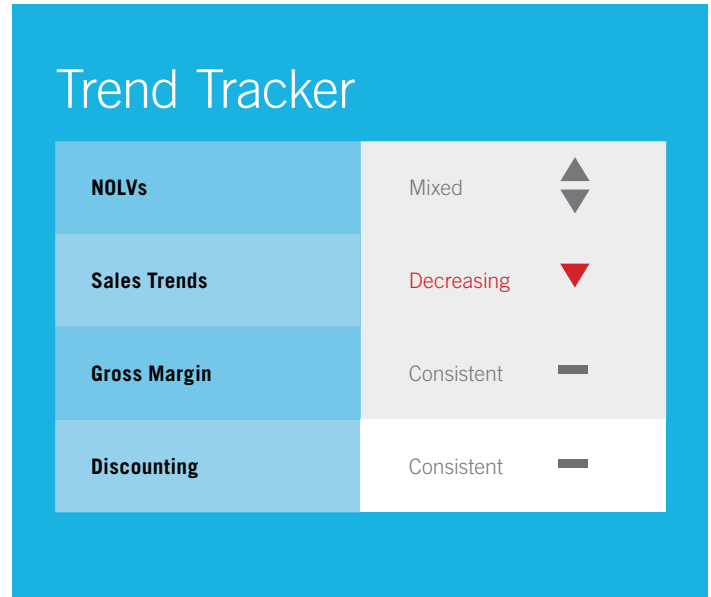 Trend Tracker
NOLVs Mixed
Sales Trends Decreasing
Gross Margin Consistent
Discounting Consistent